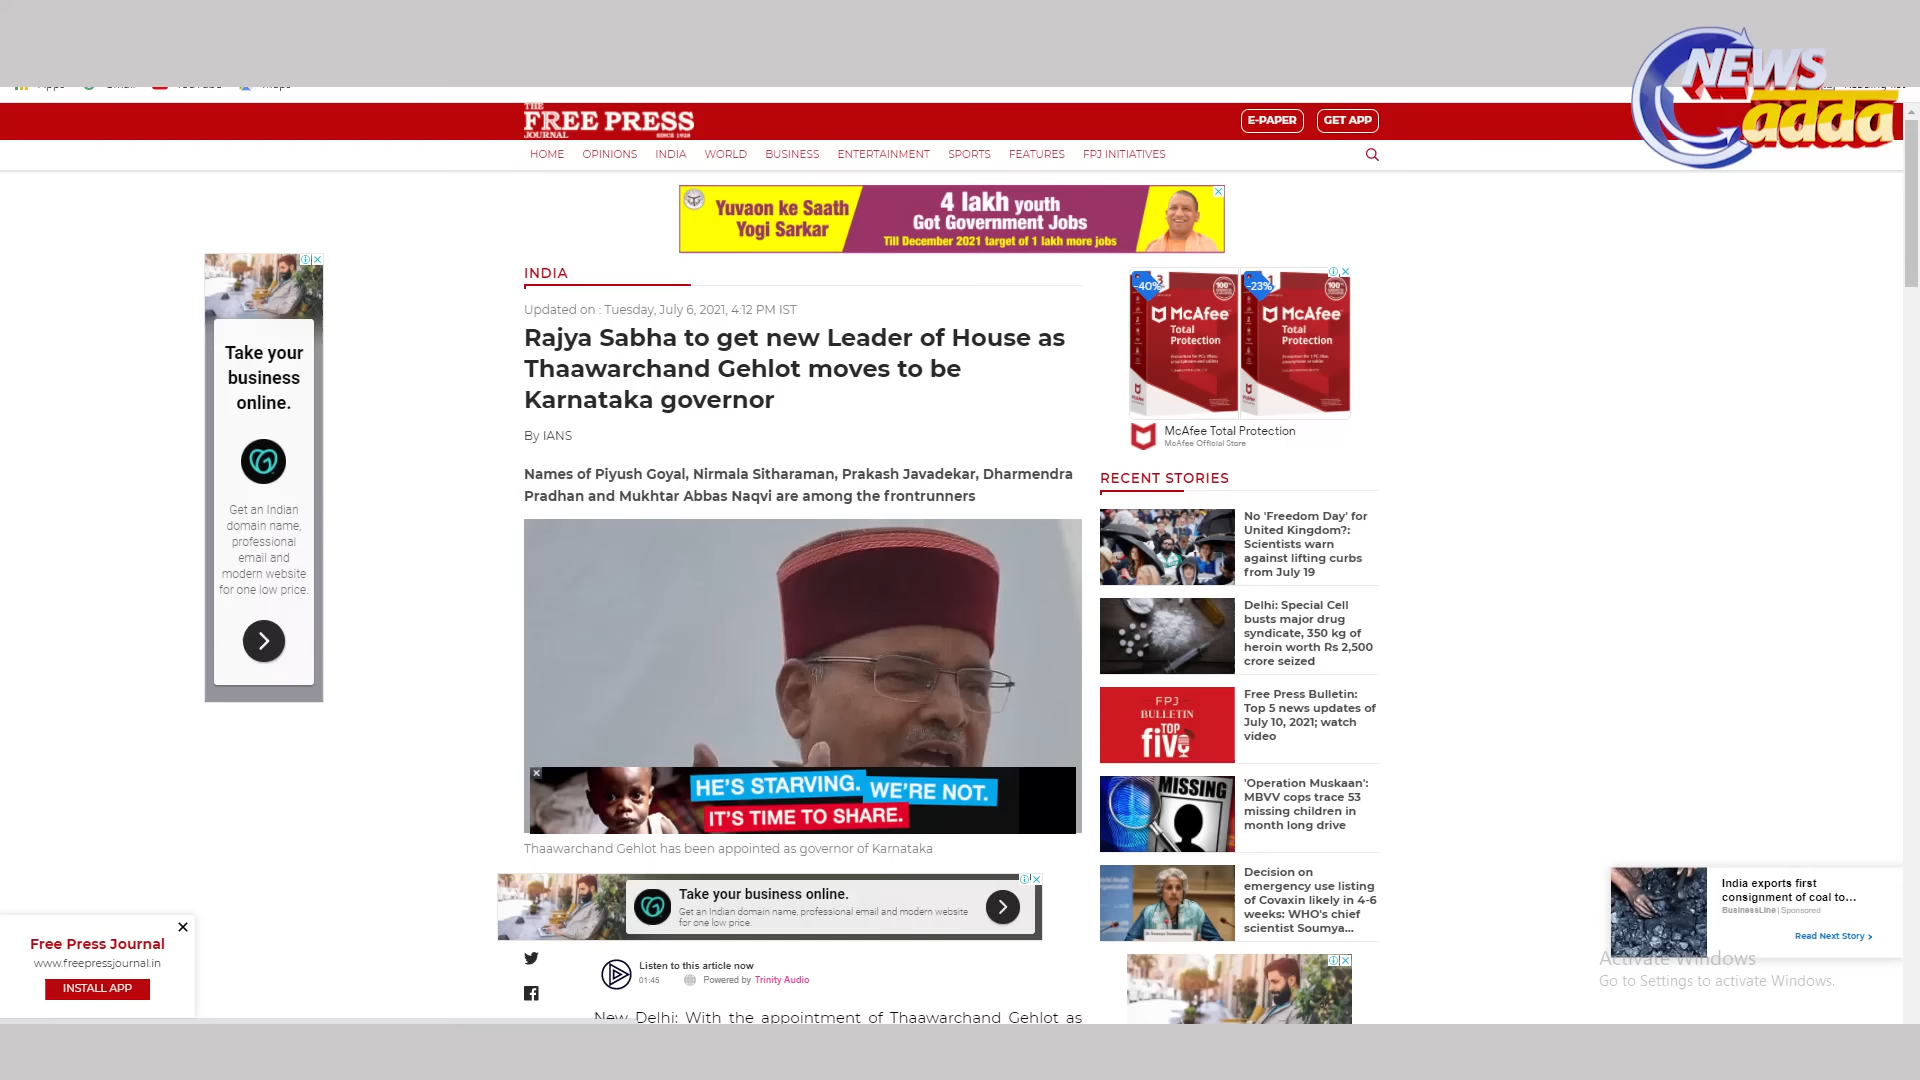 NEWS
adda
THE
FREE PRESS
JOURNAL SINCE 1928
E-PAPER
GET APP
HOME
OPINIONS
INDIA
WORLD
BUSINESS
ENTERTAINMENT
SPORTS
FEATURES
FPJ INITIATIVES
Yuvaon ke Saath
Yogi Sarkar
4 lakh youth
Got Government Jobs
Till December 2021 target of 1 lakh more jobs
Take your
business
online.
Get an Indian
domain name,
professional
email and
modern website
for one low price.
INDIA
Updated on : Tuesday, July 6, 2021, 4:12 PM IST
Rajya Sabha to get new Leader of House as
Thaawarchand Gehlot moves to be
Karnataka governor
By IANS
Names of Piyush Goyal, Nirmala Sitharaman, Prakash Javadekar, Dharmendra
Pradhan and Mukhtar Abbas Naqvi are among the frontrunners
HE'S STARVING. WE'RE NOT.
IT'S TIME TO SHARE.
Thaawarchand Gehlot has been appointed as governor of Karnataka
Take your business online.
Get an Indian domain name, professional email and modern website
for one low price.
Listen to this article now
01:45 Powered by Trinity Audio
New Delhi: With the appointment of Thaawarchand Gehlot as
-40%
McAfee
Total
Protection
-23%
McAfee
Total
Protection
McAfee Total Protection
McAfee Official Store
RECENT STORIES
No 'Freedom Day' for
United Kingdom?:
Scientists warn
against lifting curbs
from July 19
Delhi: Special Cell
busts major drug
syndicate, 350 kg of
heroin worth Rs 2,500
crore seized
FPJ
BULLETIN
TOP
five
Free Press Bulletin:
Top 5 news updates of
July 10, 2021; watch
video
MISSING
'Operation Muskaan':
MBVV cops trace 53
missing children in
month long drive
Decision on
emergency use listing
of Covaxin likely in 4-6
weeks: WHO's chief
scientist Soumya...
Free Press Journal
www.freepressjournal.in
INSTALL APP
India exports first
consignment of coal to...
BusinessLine | Sponsored
Read Next Story
Activate Windows
Go to Settings to activate Windows.